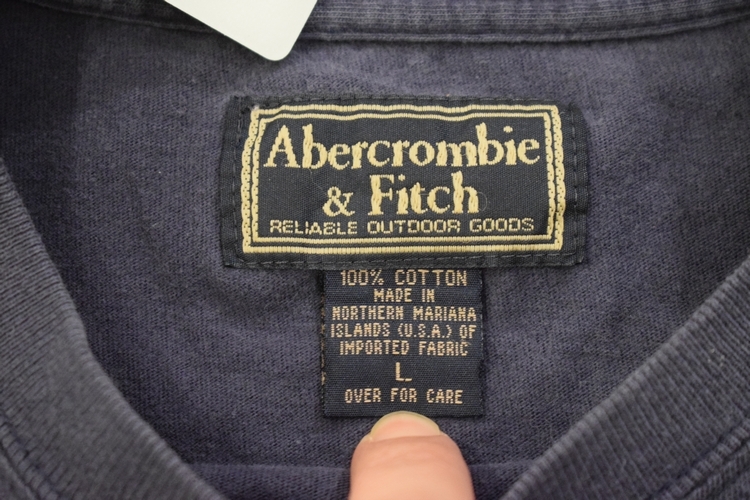 Abercrombie
& Fitch
RELIABLE OUTDOOR GOODS
100% COTTON
MADE IN
NORTHERN MARIANA
ISLANDS (U.S.A.) OF
IMPORTED FABRIC
L
OVER FOR CARE